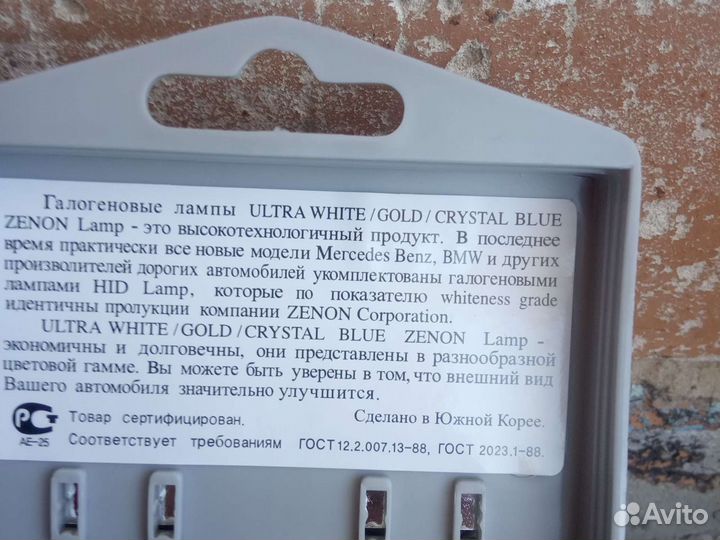 Галогеновые лампы ULTRA WHITE/GOLD/CRYSTAL BLUE
ZENON Lamp - это высокотехнологичный продукт. В последнее
время практически все новые модели Mercedes Benz, BMW и других
произволителей дорогих автомобилей укомплектованы галогеновыми
лампами HID Lamp, которые по показателю whiteness grade
идентичны пролукции компании ZENON Corporation.
ULTRA WHITE/GOLD/CRYSTAL BLUE ZENON Lamp -
экономичны и долговечны, они представлены в разнообразной
цветовой гамме. Вы можете быть уверены в том, что внешний вид
Вашего автомобиля значительно улучшится.
РСТ Товар сертифицирован. Сделано в Южной Корее.
АЕ-25 Соответствует требованиям ГОСТ 12.2.007.13-88, ГОСТ 2023.1-88.
Avito